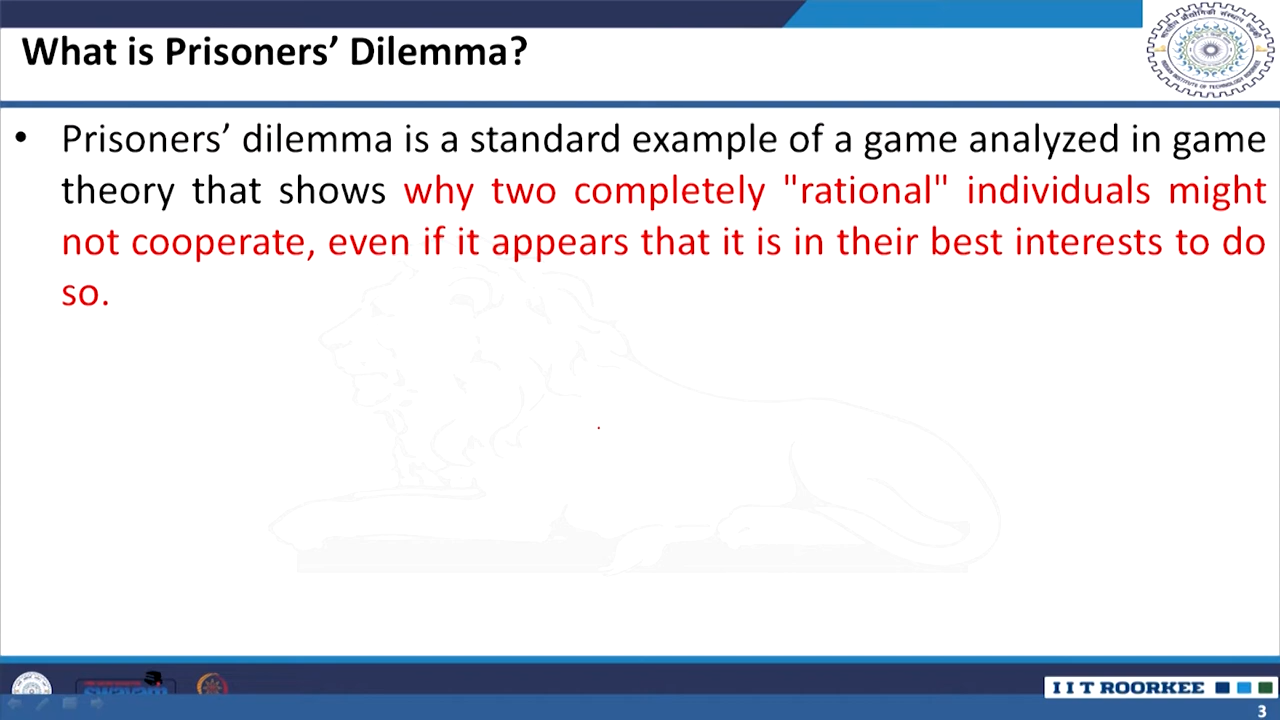 What is Prisoners’ Dilemma?
• Prisoners’ dilemma is a standard example of a game analyzed in game
theory that shows why two completely "rational" individuals might
not cooperate, even if it appears that it is in their best interests to do
so.
swayam
IIT ROORKEE
3